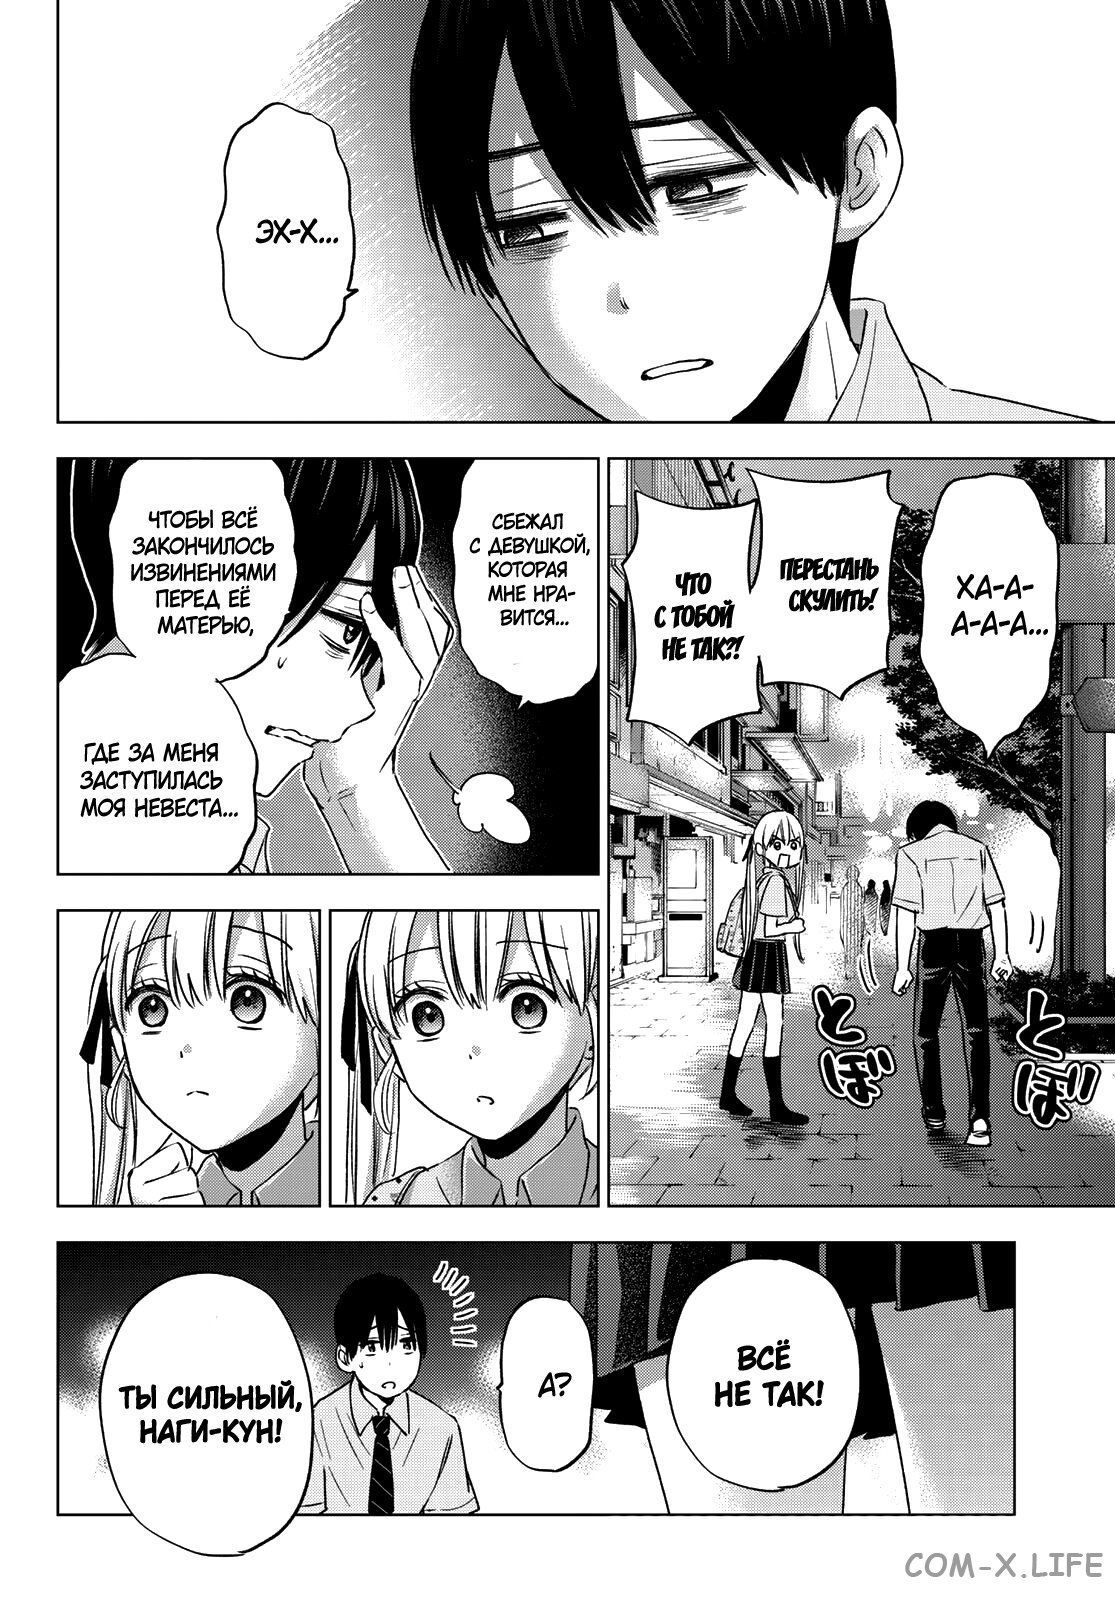 ЭХ-Х...
ХА-А-
А-А-А...
ПЕРЕСТАНЬ
СКУЛИТЬ!
ЧТО
С ТОБОЙ
НЕ ТАК?!
とぼ
とぼ
СБЕЖАЛ
С ДЕВУШКОЙ,
КОТОРАЯ
МНЕ НРА-
ВИТСЯ...
ЧТОБЫ ВСЁ
ЗАКОНЧИЛОСЬ
ИЗВИНЕНИЯМИ
ПЕРЕД ЕЁ
МАТЕРЬЮ,
ГДЕ ЗА МЕНЯ
ЗАСТУПИЛАСЬ
МОЯ НЕВЕСТА...
ВСЁ
НЕ ТАК!
А?
ТЫ СИЛЬНЫЙ,
НАГИ-КУН!
COM-X.LIFE